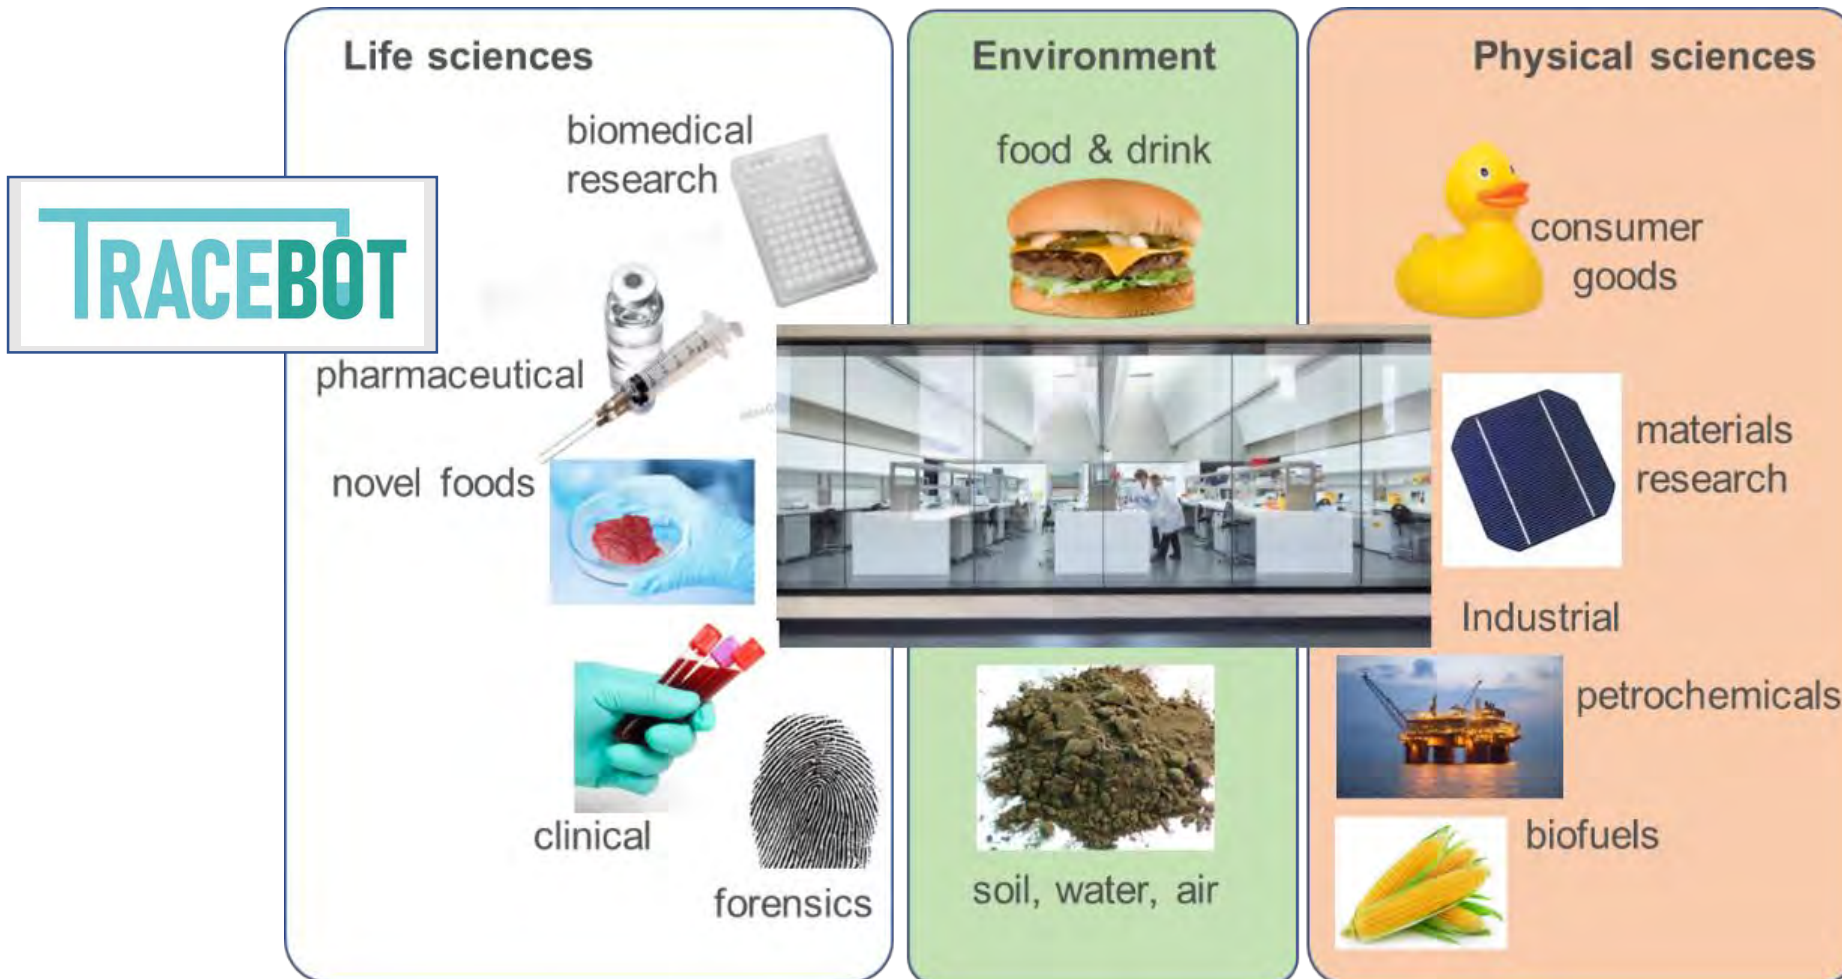 Life sciences
Environment
Physical sciences
TRACEBOT
biomedical
research
pharmaceutical
novel foods
clinical
forensics
food & drink
soil, water, air
consumer
goods
materials
research
Industrial
petrochemicals
biofuels